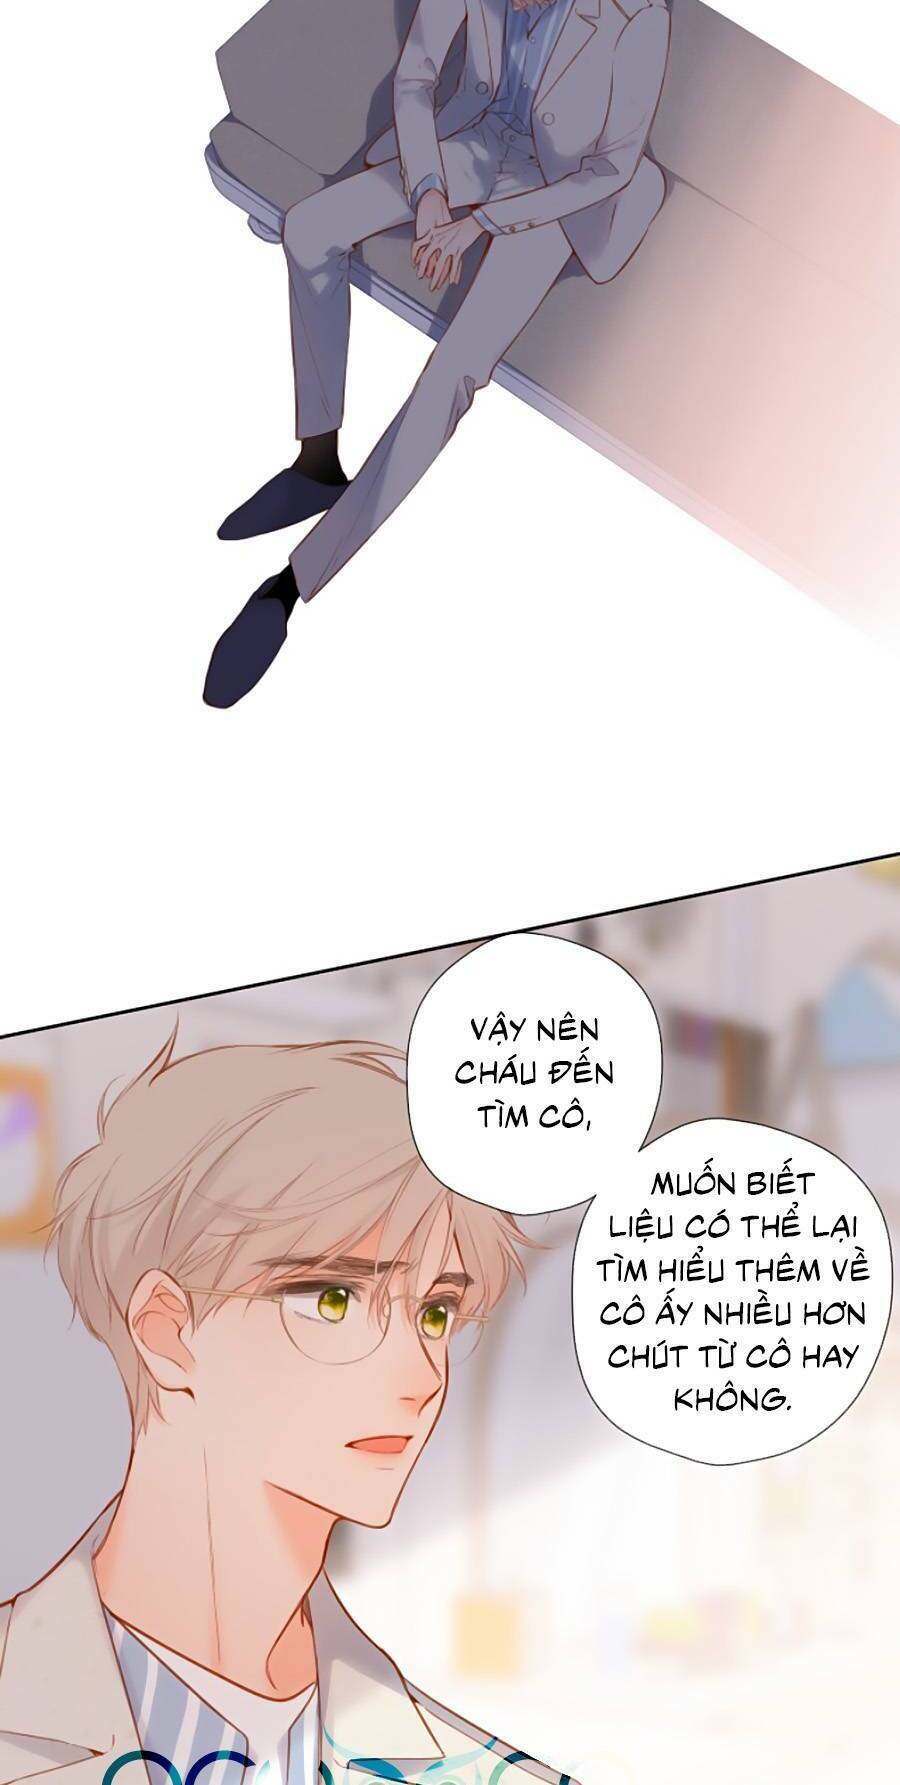 VẬY NÊN
CHÁU ĐẾN
TÌM CÔ,
MUỐN BIẾT
LIỆU CÓ THỂ LẠI
TÌM HIỂU THÊM VỀ
CÔ ẤY NHIỀU HƠN
CHÚT TỪ CÔ HAY
KHÔNG.